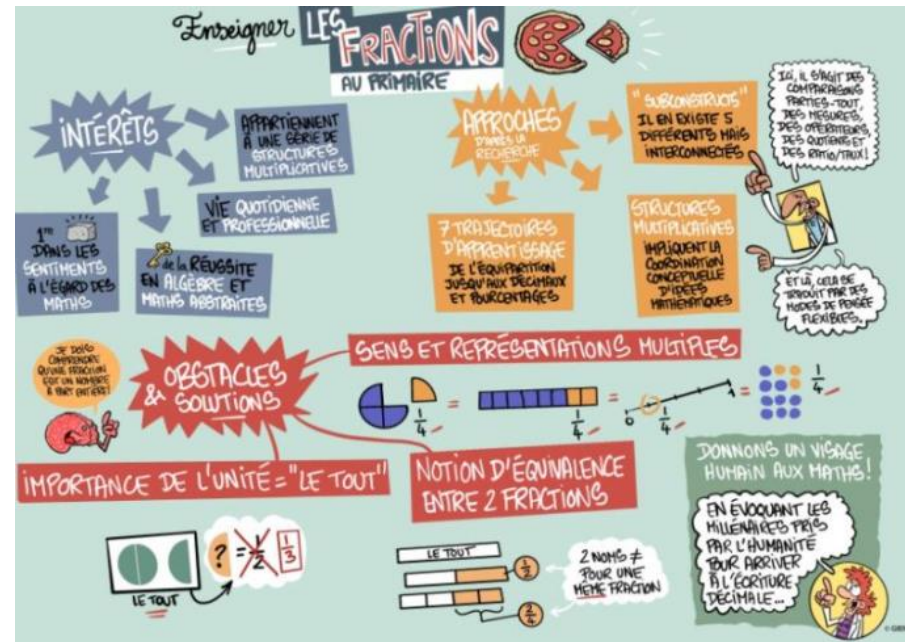 Enseigner LES
FRACTIONS
AU PRIMAIRE
INTÉRÊTS
APPARTIENNENT
À UNE SÉRIE DE
STRUCTURES
MULTIPLICATIVES
VIE QUOTIDIENNE
ET PROFESSIONNELLE
1re
DANS LES
SENTIMENTS
À L'ÉGARD DES
MATHS
de la RÉUSSITE
EN ALGÈBRE ET
MATHS ABSTRAITES
APPROCHES
D'APRÈS LA
RECHERCHE
"SUBCONSTRUCTS"
IL EN EXISTE 5
DIFFÉRENTS MAIS
INTERCONNECTÉS
ICI, IL S'AGIT DES
COMPARAISONS
PARTIES-TOUT,
DES MESURES,
DES OPÉRATEURS,
DES QUOTIENTS ET
DES RATIO/TAUX!
7 TRAJECTOIRES
D'APPRENTISSAGE
DE L'ÉQUIPARTITION
JUSQU'AUX DÉCIMAUX
ET POURCENTAGES
STRUCTURES
MULTIPLICATIVES
IMPLIQUENT LA
COORDINATION
CONCEPTUELLE
D'IDÉES
MATHÉMATIQUES
ET LÀ, CELA SE
TRADUIT PAR DES
MODES DE PENSÉE
FLEXIBLES.
JE DOIS
COMPRENDRE
QU'UNE FRACTION
EST UN NOMBRE
À PART ENTIÈRE!
OBSTACLES
& SOLUTIONS
SENS ET REPRÉSENTATIONS MULTIPLES
1/4 = 1/4 = 0 1/4 1 = 1/4
IMPORTANCE DE L'UNITÉ = "LE TOUT"
? = 1/2 1/3
LE TOUT
NOTION D'ÉQUIVALENCE
ENTRE 2 FRACTIONS
LE TOUT
1/2
2/4
2 NOMS ≠
POUR UNE
MÊME FRACTION
DONNONS UN VISAGE
HUMAIN AUX MATHS!
EN ÉVOQUANT LES
MILLÉNAIRES PRIS
PAR L'HUMANITÉ
POUR ARRIVER
À L'ÉCRITURE
DÉCIMALE...